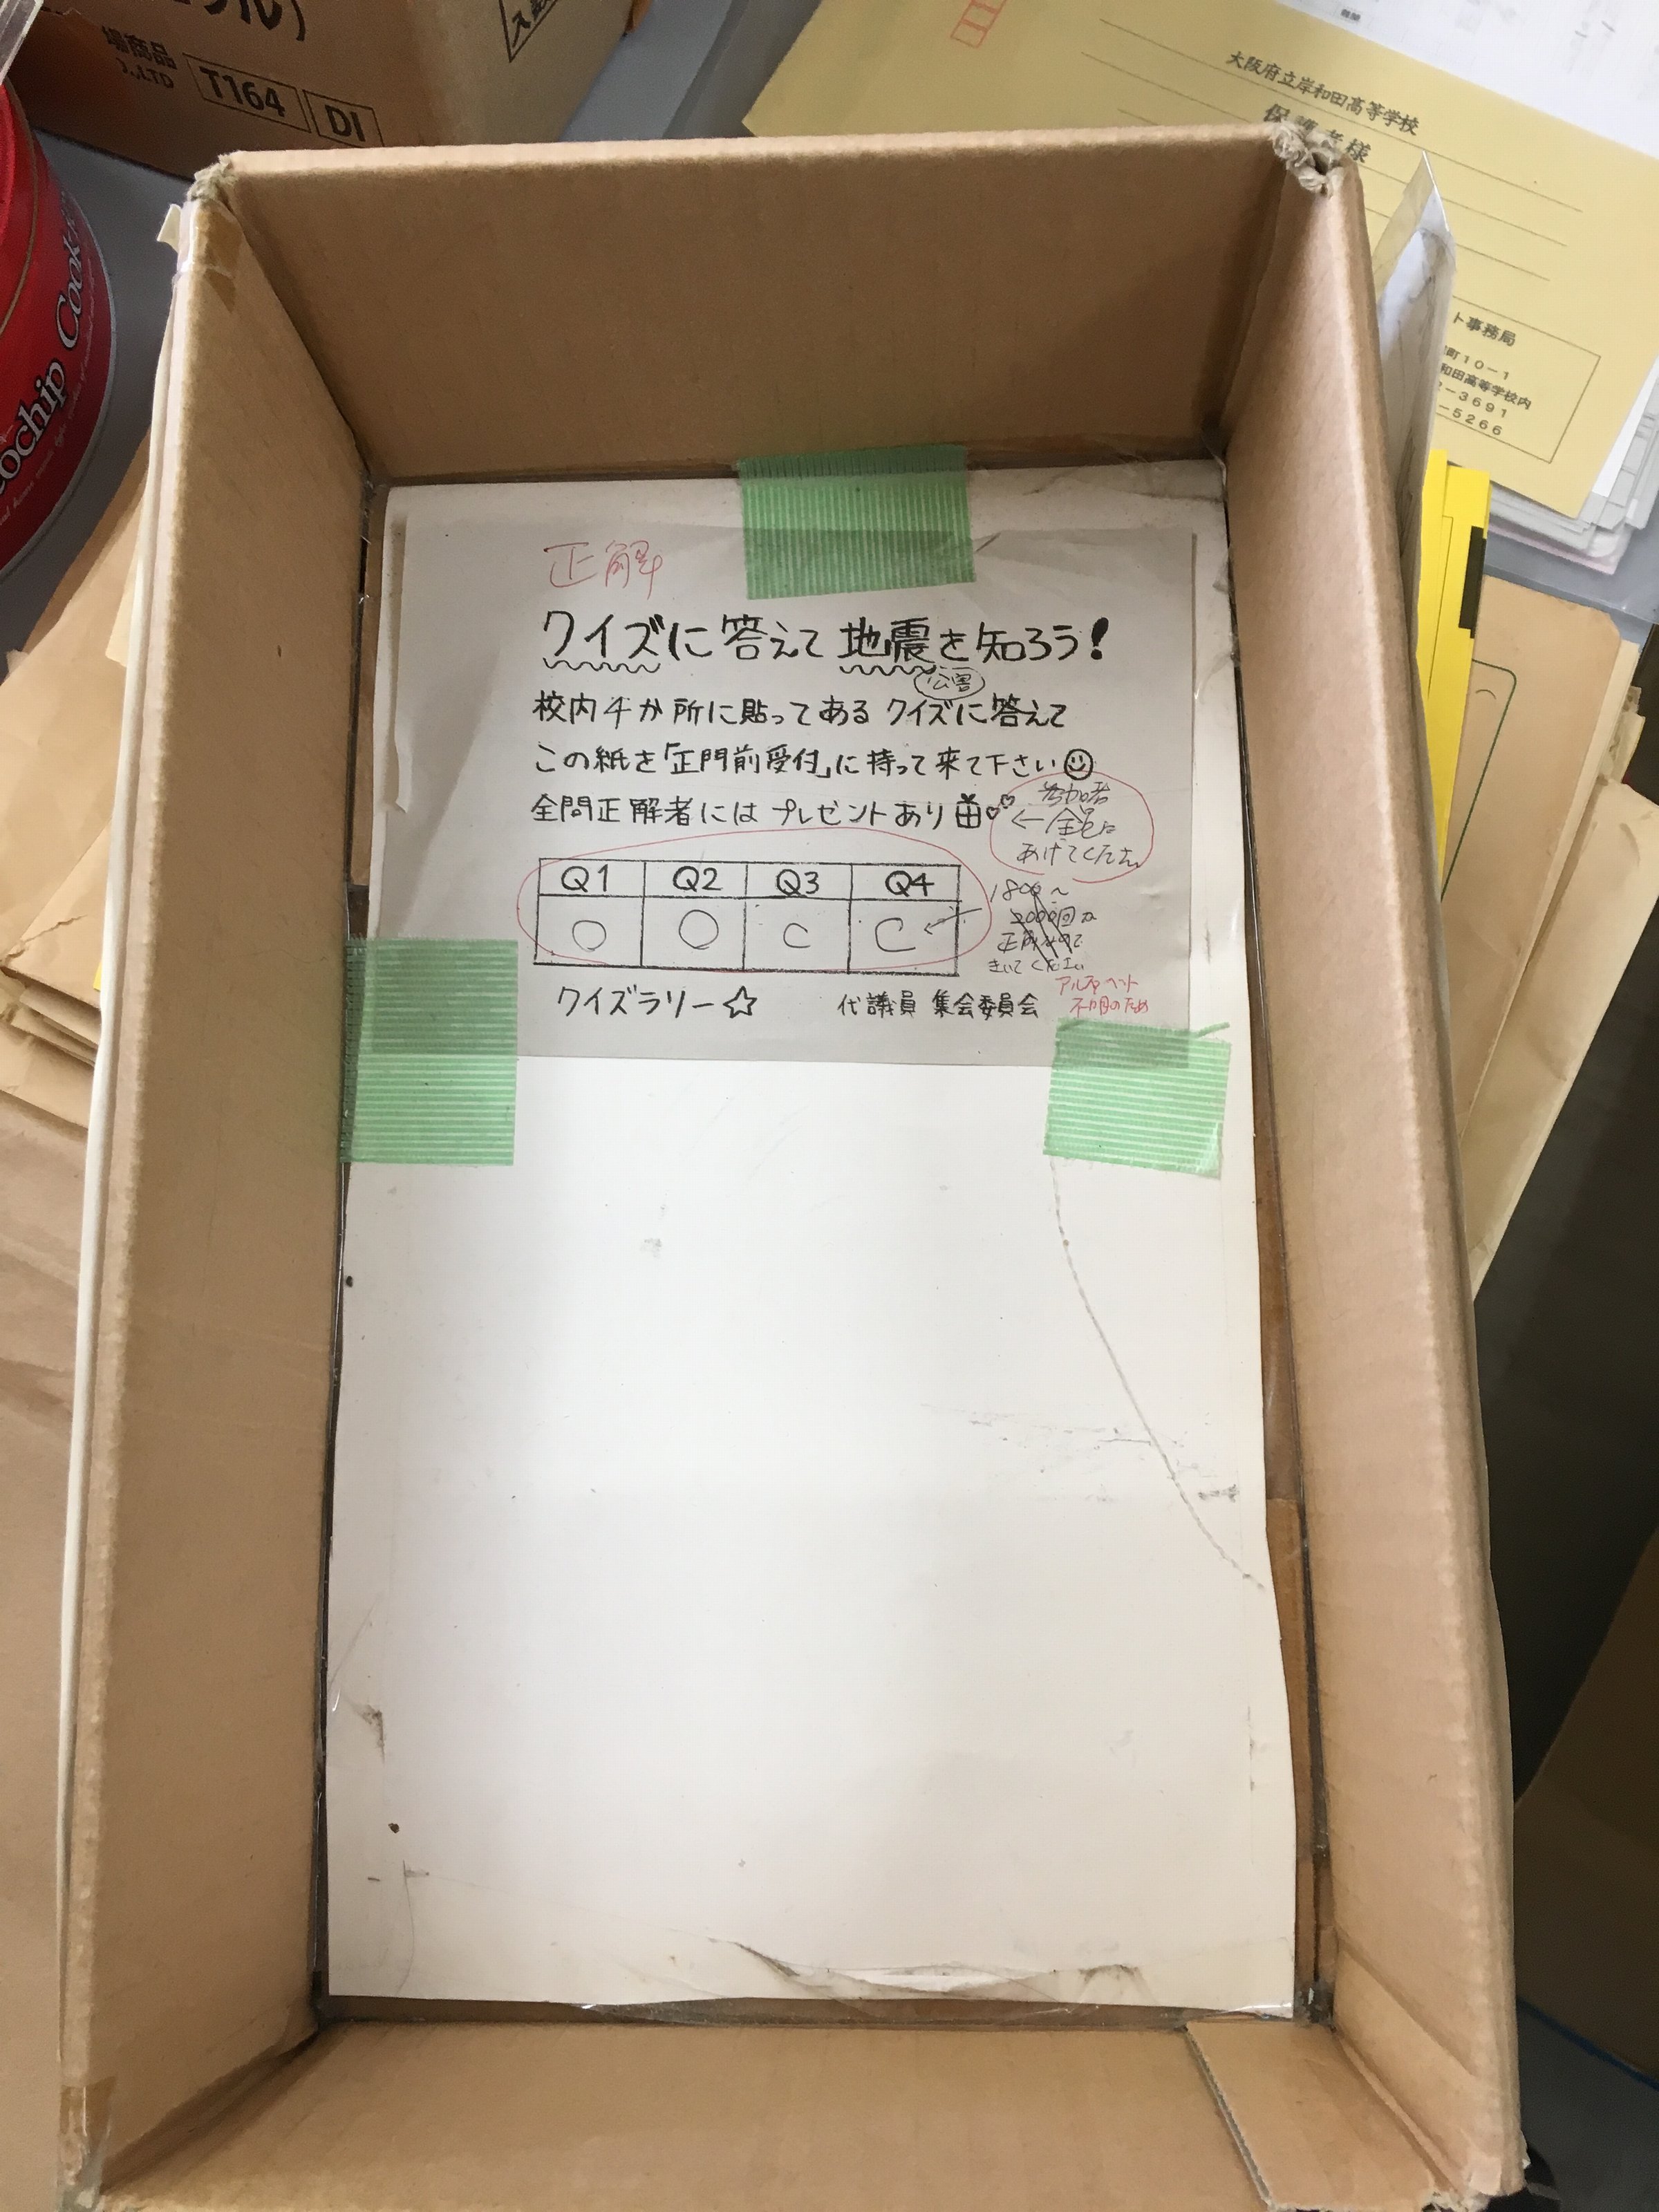 場商品
T164 DI
大阪府立岸和田高等学校
保護者様
ト事務局
町10-1
和田高等学校内
-3691
-5266
正解
クイズに答えて地震を知ろう!
公害
校内4か所に貼ってあるクイズに答えて
この紙を「正門前受付」に持って来て下さい
全問正解者にはプレゼントあり
参加者
←全員に
あげてください
Q1 Q2 Q3 Q4
○ ○ C C
1800~
2000回が
正解なので
きいてください
アルファベット
不明のため
クイズラリー☆ 代議員 集会委員会